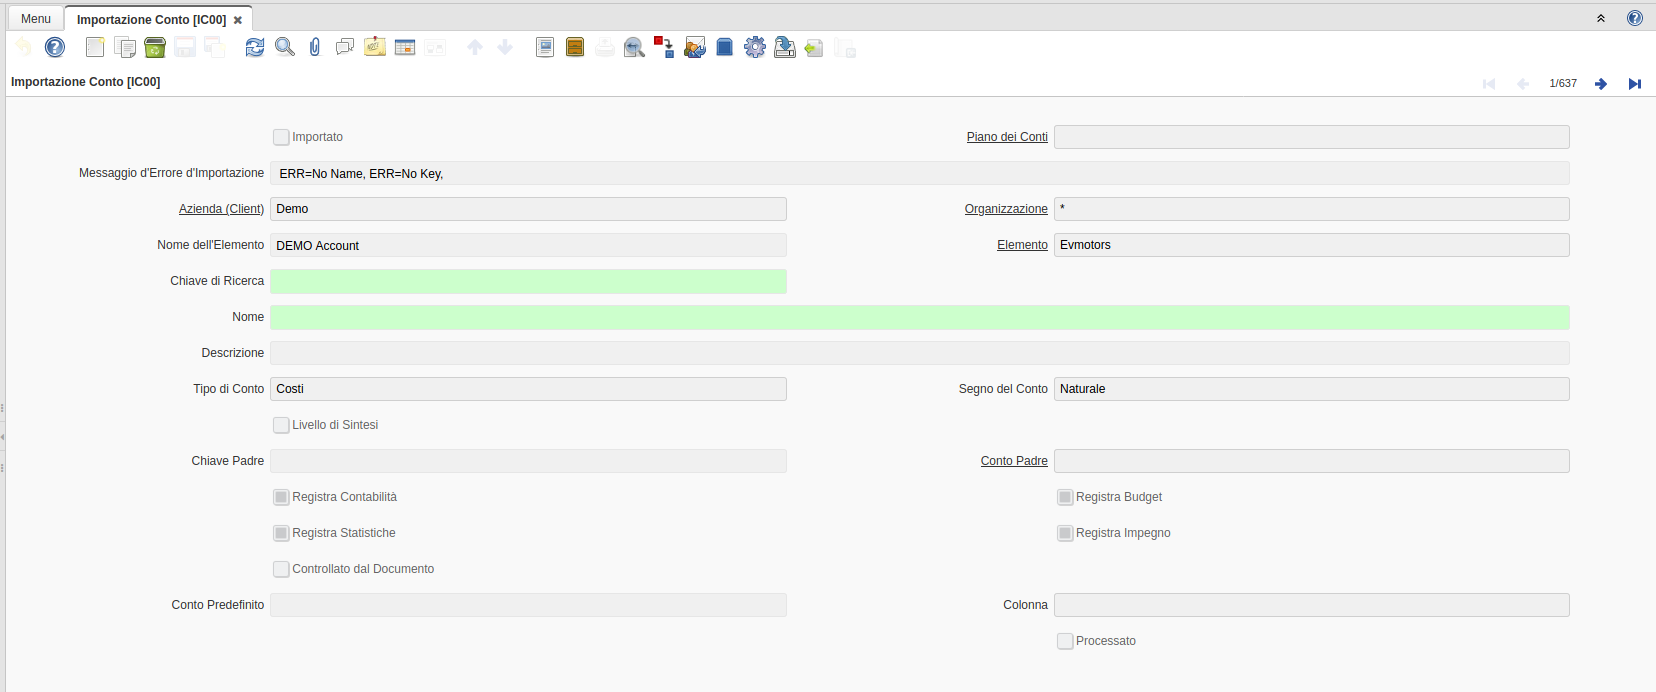 Menu
Importazione Conto [IC00]
Importazione Conto [IC00]
1/637
Importato
Piano dei Conti
Messaggio d'Errore d'Importazione ERR=No Name, ERR=No Key,
Azienda (Client) Demo
Organizzazione *
Nome dell'Elemento DEMO Account
Elemento Evmotors
Chiave di Ricerca
Nome
Descrizione
Tipo di Conto Costi
Segno del Conto Naturale
Livello di Sintesi
Chiave Padre
Conto Padre
Registra Contabilità
Registra Budget
Registra Statistiche
Registra Impegno
Controllato dal Documento
Conto Predefinito
Colonna
Processato